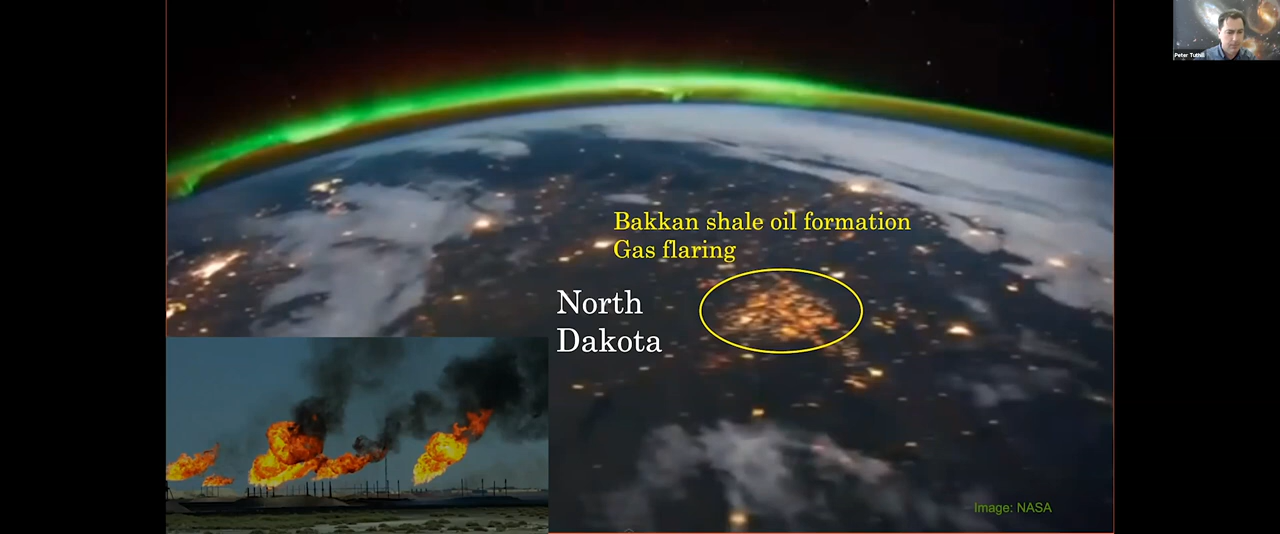 Peter Tuthill
Bakkan shale oil formation
Gas flaring
North
Dakota
Image: NASA